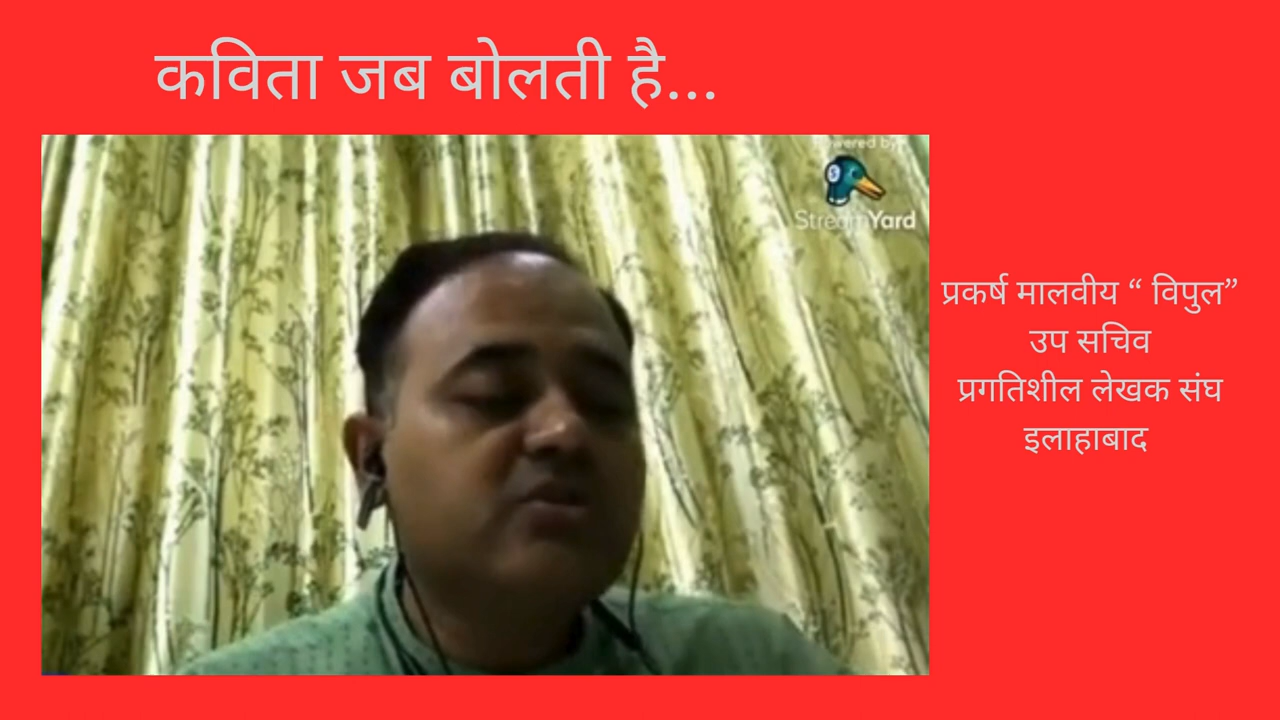 कविता जब बोलती है...
Powered by
StreamYard
प्रकर्ष मालवीय “ विपुल”
उप सचिव
प्रगतिशील लेखक संघ
इलाहाबाद